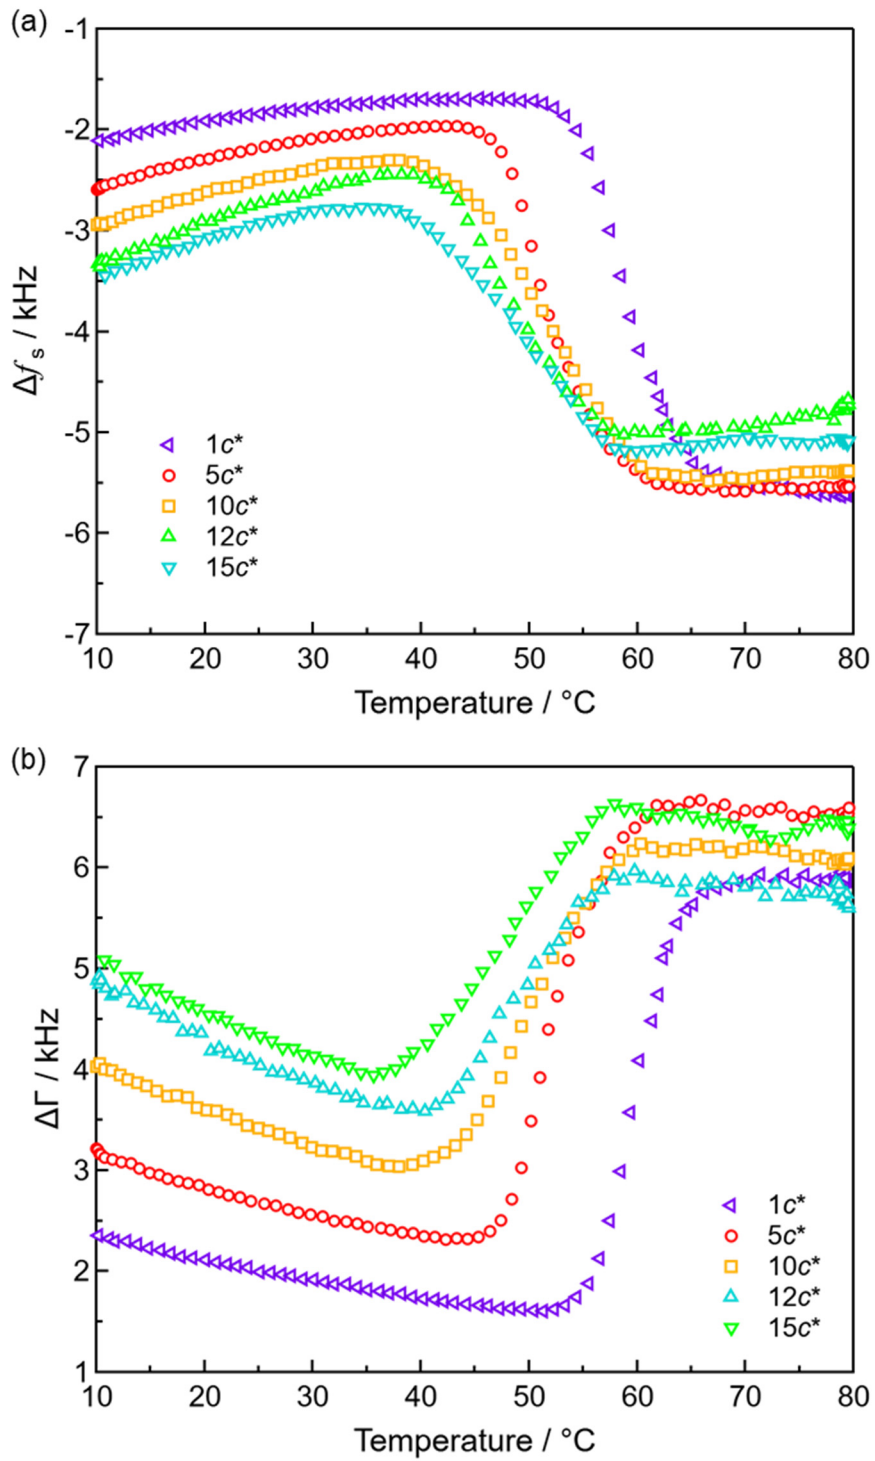 (a)
-1
-2
-3
-4
-5
-6
-7
Δfs / kHz
1c*
5c*
10c*
12c*
15c*
10 20 30 40 50 60 70 80
Temperature / °C
(b)
7
6
5
4
3
2
1
ΔΓ / kHz
1c*
5c*
10c*
12c*
15c*
10 20 30 40 50 60 70 80
Temperature / °C